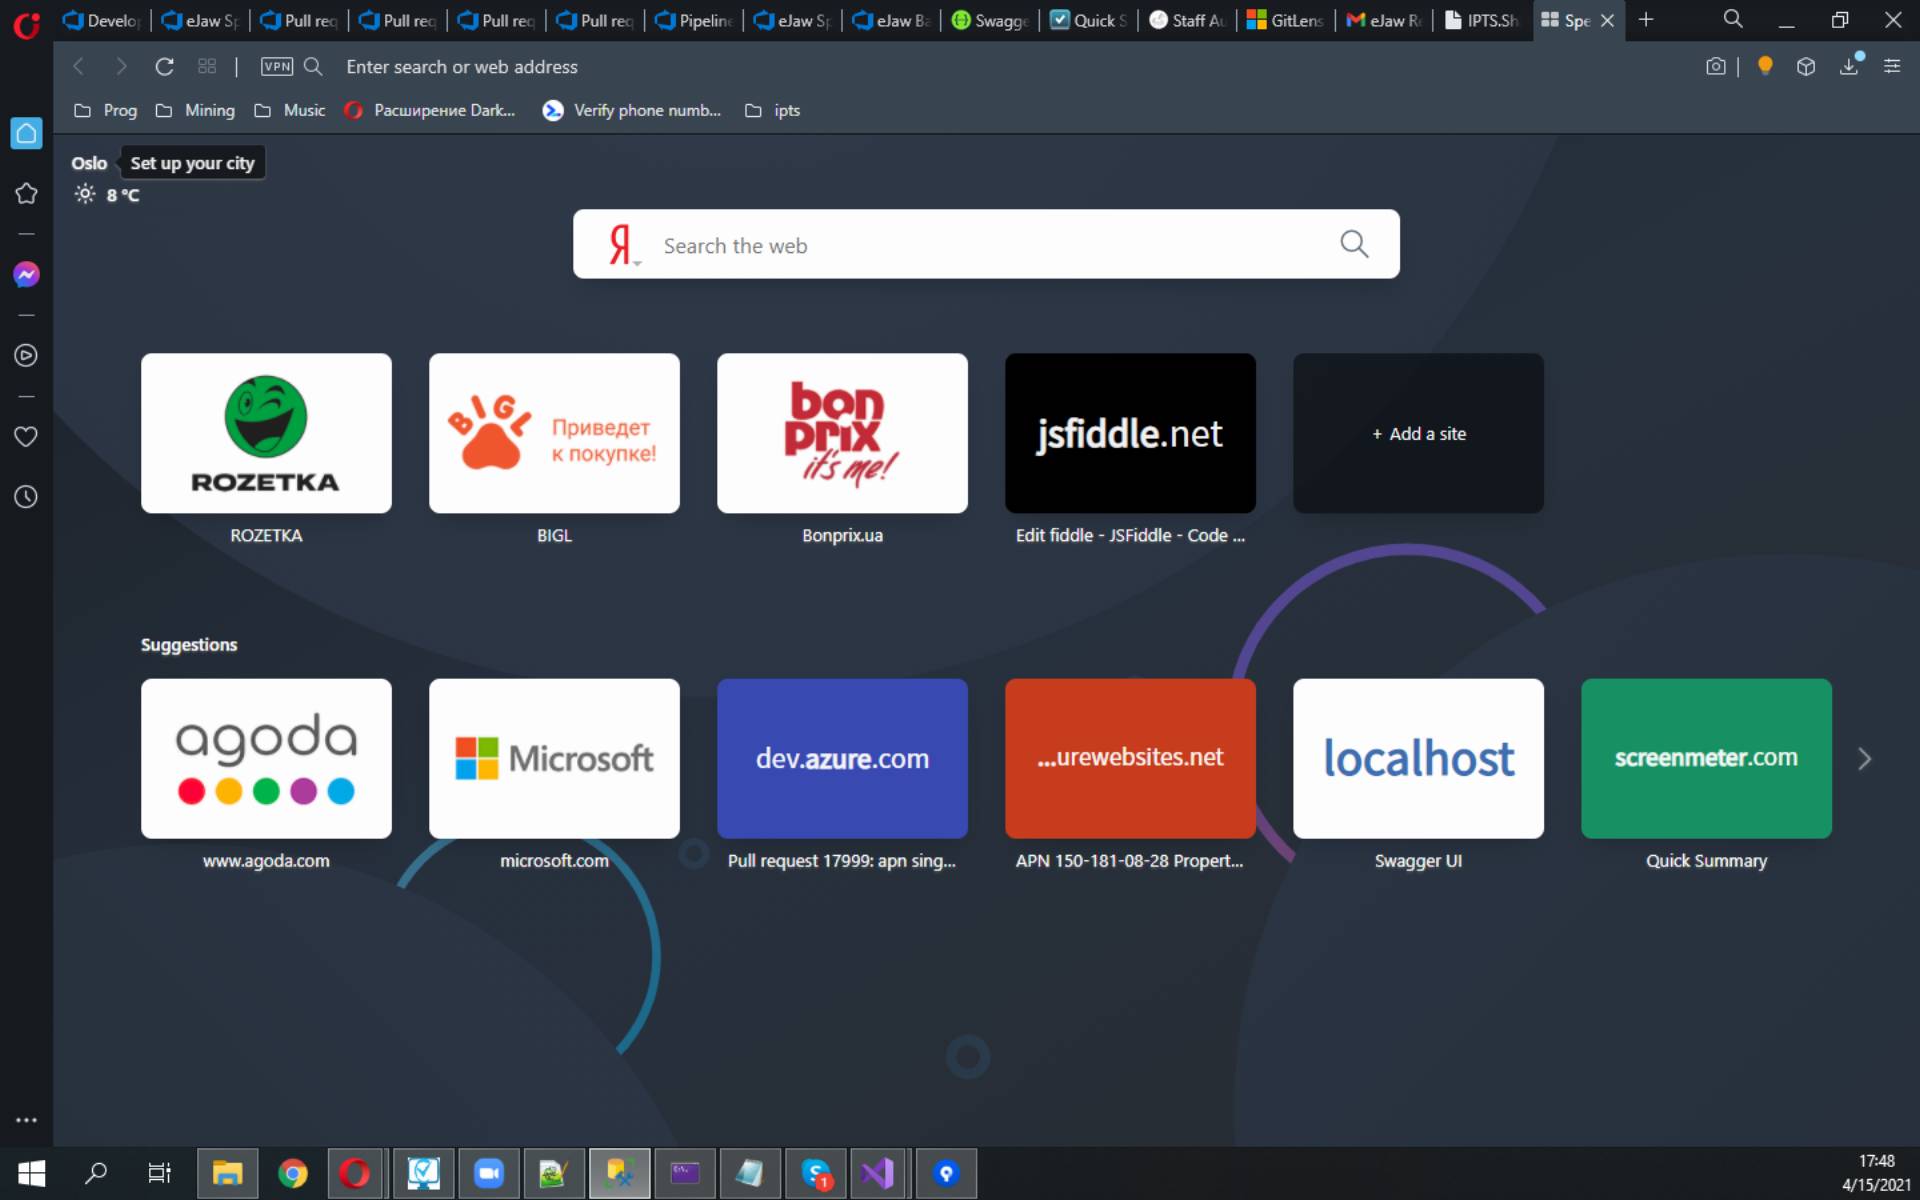 Develop
eJaw Sp
Pull req
Pull req
Pull req
Pull req
Pipeline
eJaw Sp
eJaw Ba
Swagge
Quick S
Staff Au
GitLens
eJaw Re
IPTS.Sh
Spe
VPN
Enter search or web address
Prog
Mining
Music
Расширение Dark...
Verify phone numb...
ipts
Oslo
Set up your city
8 °C
Я
Search the web
ROZETKA
BIGL
Приведет
к покупке!
bon
prix
it's me!
jsfiddle.net
+ Add a site
ROZETKA
BIGL
Bonprix.ua
Edit fiddle - JSFiddle - Code ...
Suggestions
agoda
Microsoft
dev.azure.com
...urewebsites.net
localhost
screenmeter.com
www.agoda.com
microsoft.com
Pull request 17999: apn sing...
APN 150-181-08-28 Propert...
Swagger UI
Quick Summary
1
17:48
4/15/2021